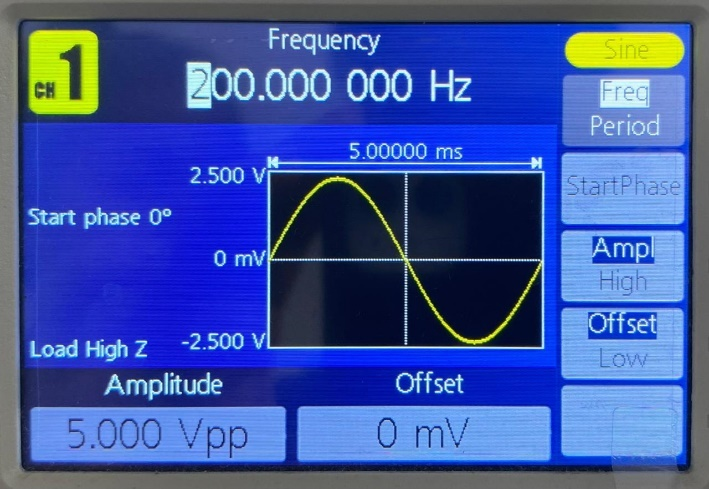 CH 1
Frequency
200.000 000 Hz
Sine
Freq
Period
StartPhase
Ampl
High
Offset
Low
5.00000 ms
2.500 V
Start phase 0°
0 mV
Load High Z
-2.500 V
Amplitude
Offset
5.000 Vpp
0 mV